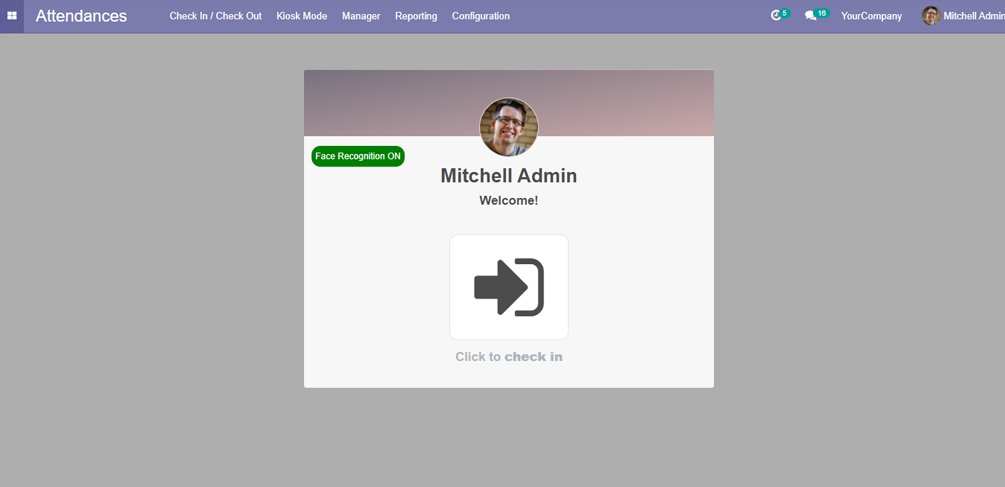 Attendances Check In / Check Out Kiosk Mode Manager Reporting Configuration 5 16 YourCompany Mitchell Admin
Face Recognition ON
Mitchell Admin
Welcome!
Click to check in